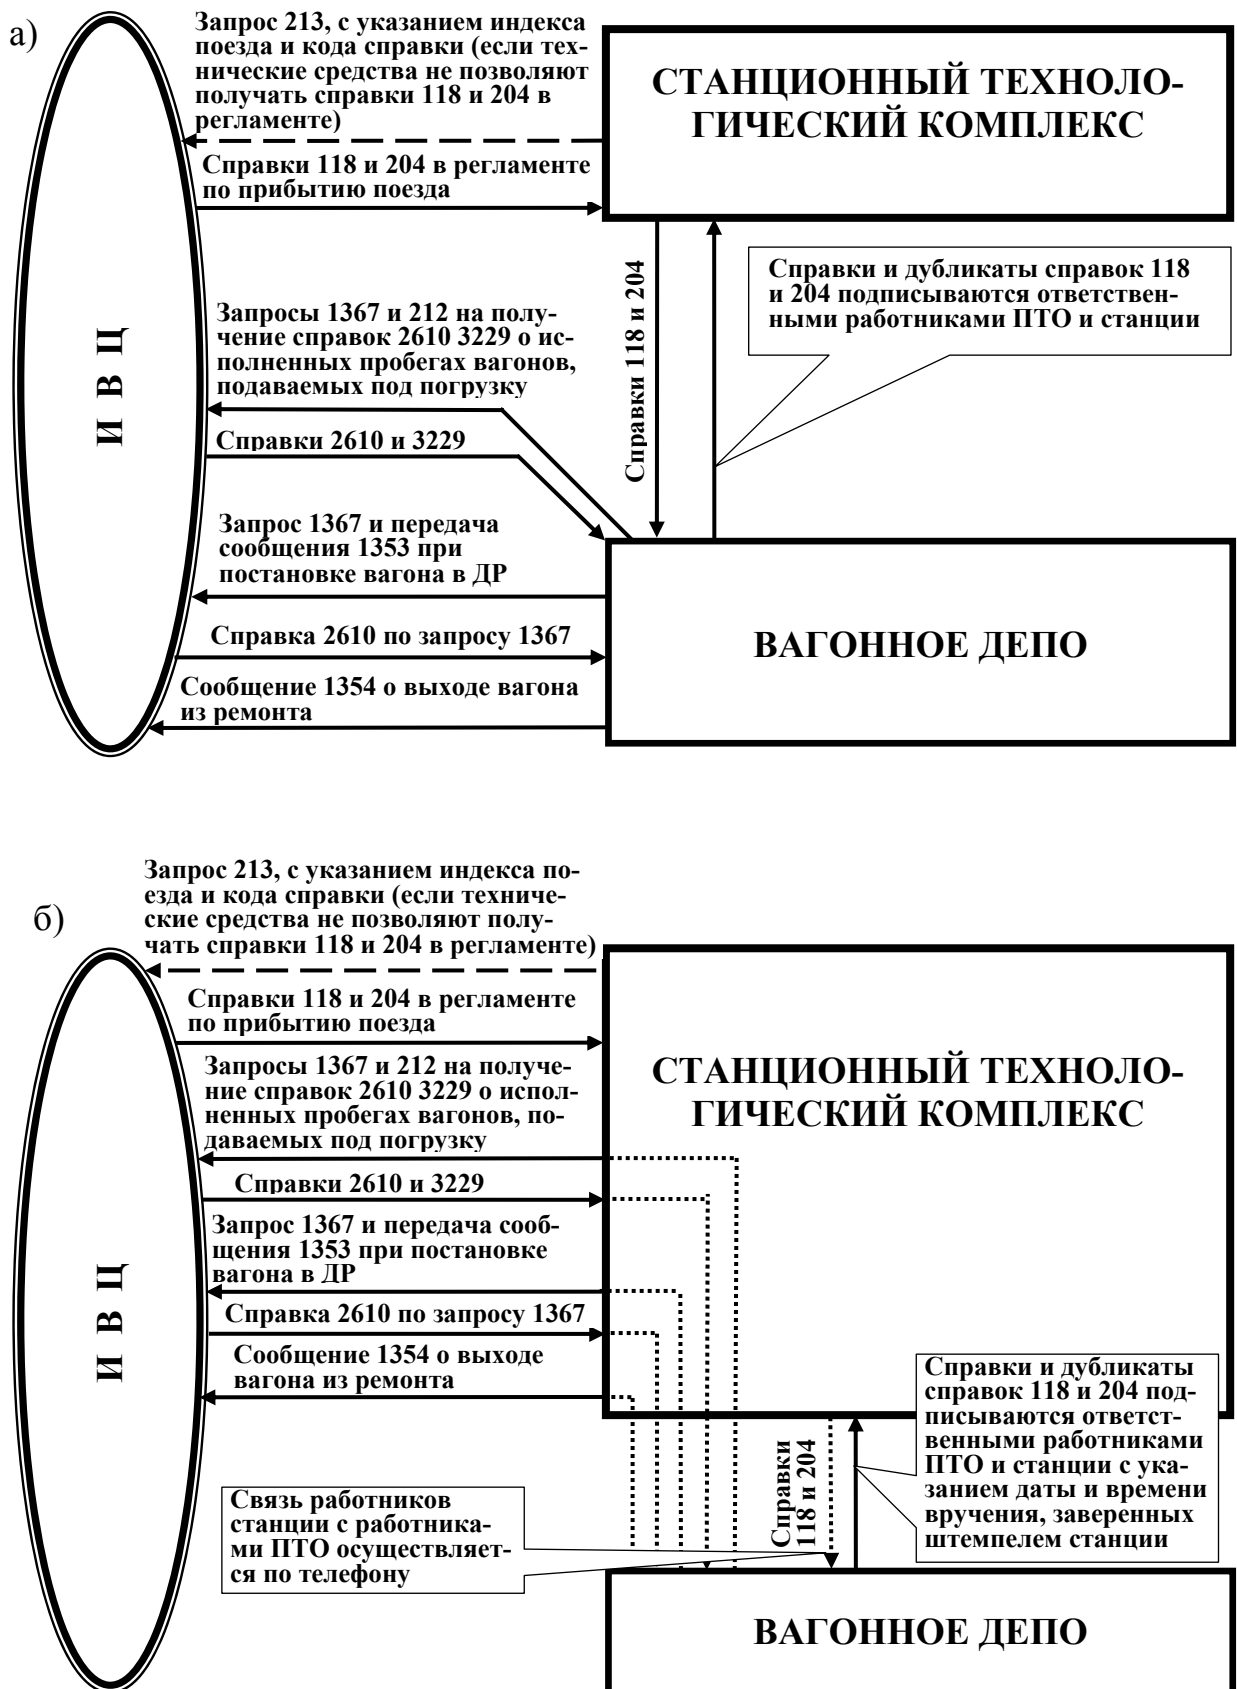 а)
Запрос 213, с указанием индекса
поезда и кода справки (если тех-
нические средства не позволяют
получать справки 118 и 204 в
регламенте)
СТАНЦИОННЫЙ ТЕХНОЛО-
ГИЧЕСКИЙ КОМПЛЕКС
Справки 118 и 204 в регламенте
по прибытию поезда
Справки и дубликаты справок 118
и 204 подписываются ответствен-
ными работниками ПТО и станции
Справки 118 и 204
И В Ц
Запросы 1367 и 212 на полу-
чение справок 2610 3229 о ис-
полненных пробегах вагонов,
подаваемых под погрузку
Справки 2610 и 3229
Запрос 1367 и передача
сообщения 1353 при
постановке вагона в ДР
Справка 2610 по запросу 1367
ВАГОННОЕ ДЕПО
Сообщение 1354 о выходе вагона
из ремонта
б)
Запрос 213, с указанием индекса по-
езда и кода справки (если техниче-
ские средства не позволяют полу-
чать справки 118 и 204 в регламенте)
Справки 118 и 204 в регламенте
по прибытию поезда
Запросы 1367 и 212 на получе-
ние справок 2610 3229 о испол-
ненных пробегах вагонов, по-
даваемых под погрузку
СТАНЦИОННЫЙ ТЕХНОЛО-
ГИЧЕСКИЙ КОМПЛЕКС
Справки 2610 и 3229
Запрос 1367 и передача сооб-
щения 1353 при постановке
вагона в ДР
И В Ц
Справка 2610 по запросу 1367
Сообщение 1354 о выходе
вагона из ремонта
Справки и дубликаты
справок 118 и 204 под-
писываются ответст-
венными работниками
ПТО и станции с ука-
занием даты и времени
вручения, заверенных
штемпелем станции
Справки
118 и 204
Связь работников
станции с работника-
ми ПТО осуществляет-
ся по телефону
ВАГОННОЕ ДЕПО